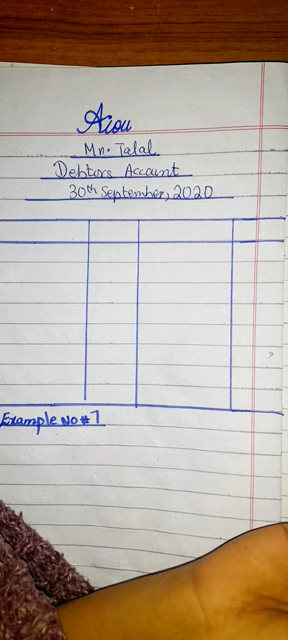 Aiou
Mr. Talal
Debtors Account
30th September, 2020
Example No # 1